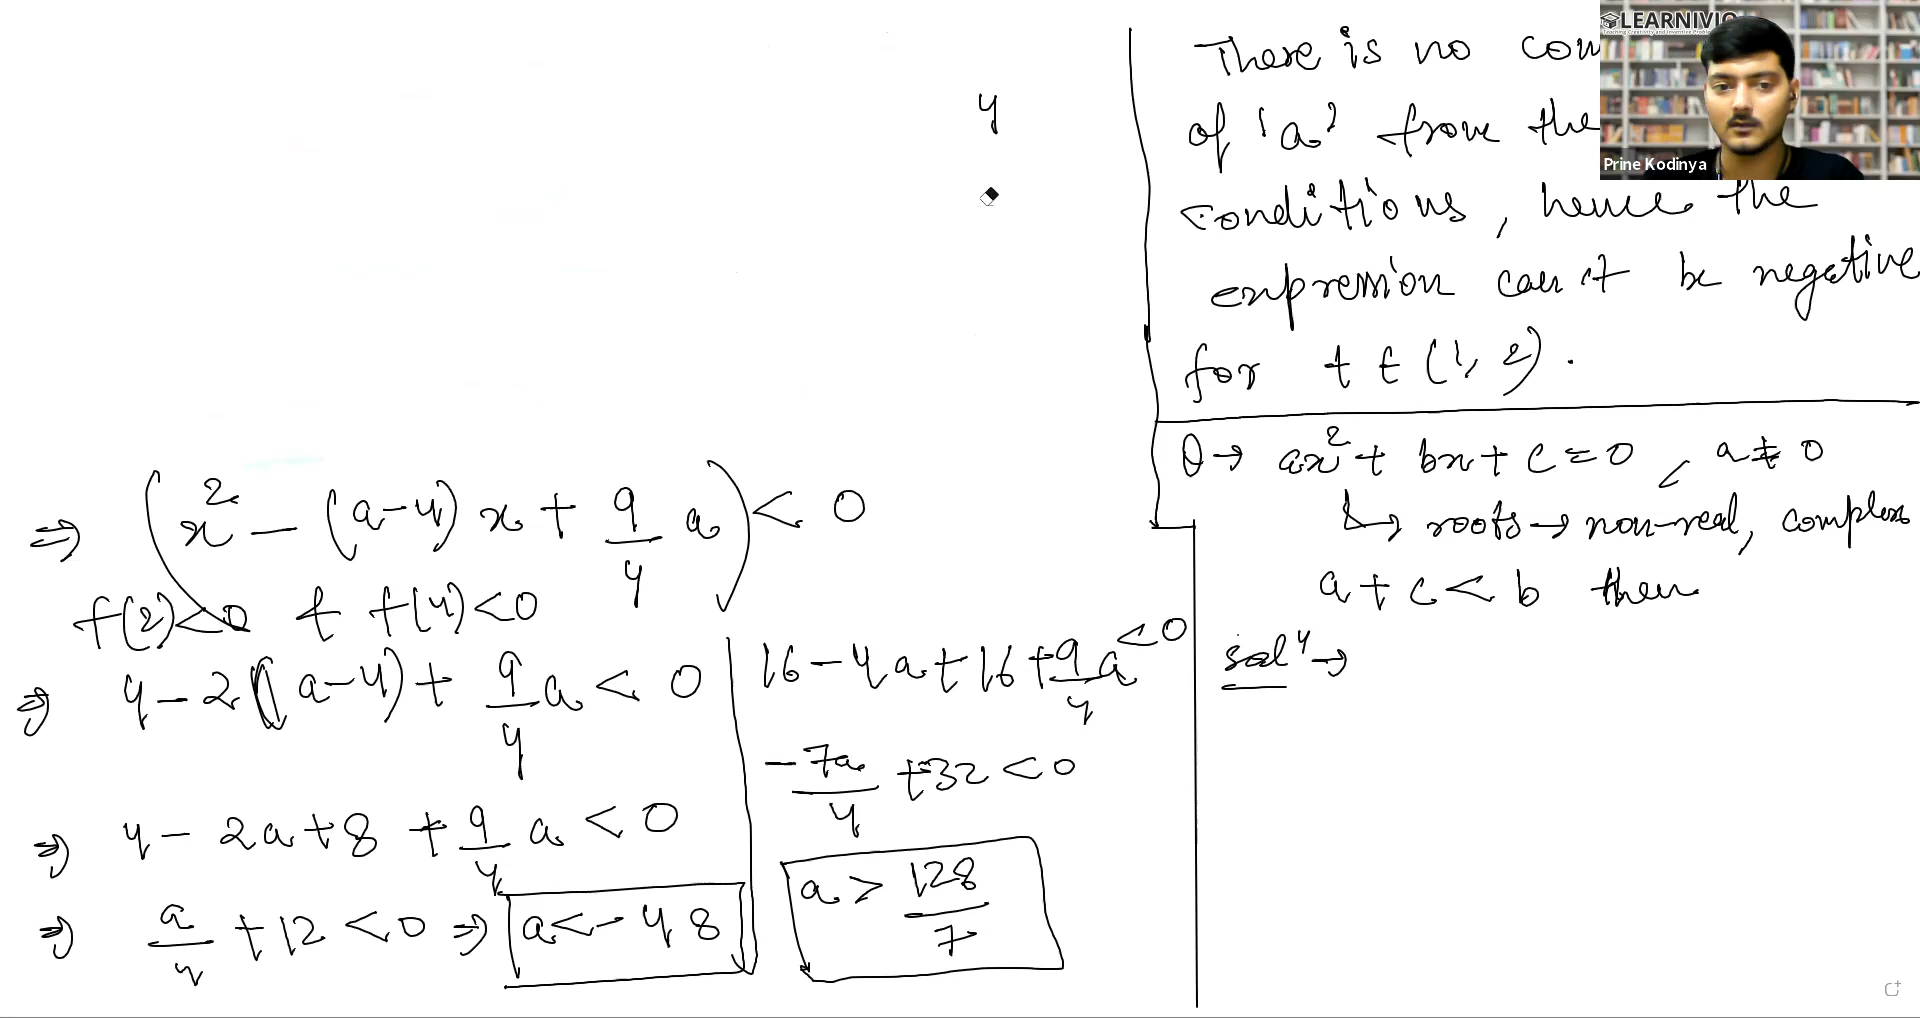 y
⇒ (x² - (a-4) x + 9/4 a) < 0
f(2)<0 & f(4)<0
⇒ 4 - 2(a-4) + 9/4 a < 0
⇒ 4 - 2a + 8 + 9/4 a < 0
⇒ a/4 + 12 < 0 ⇒ a < - 48
16 - 4a + 16 + 9/4 a < 0
-7a/4 + 32 < 0
a > 128/7
There is no com
of 'a' from the
conditions, hence the
expression can't be negative
for t ∈ (1, 2).
Q → ax² + bx + c = 0, a ≠ 0
↳ roots → non-real, complex
a + c < b then
solⁿ →
LEARNIVIO
Prine Kodinya